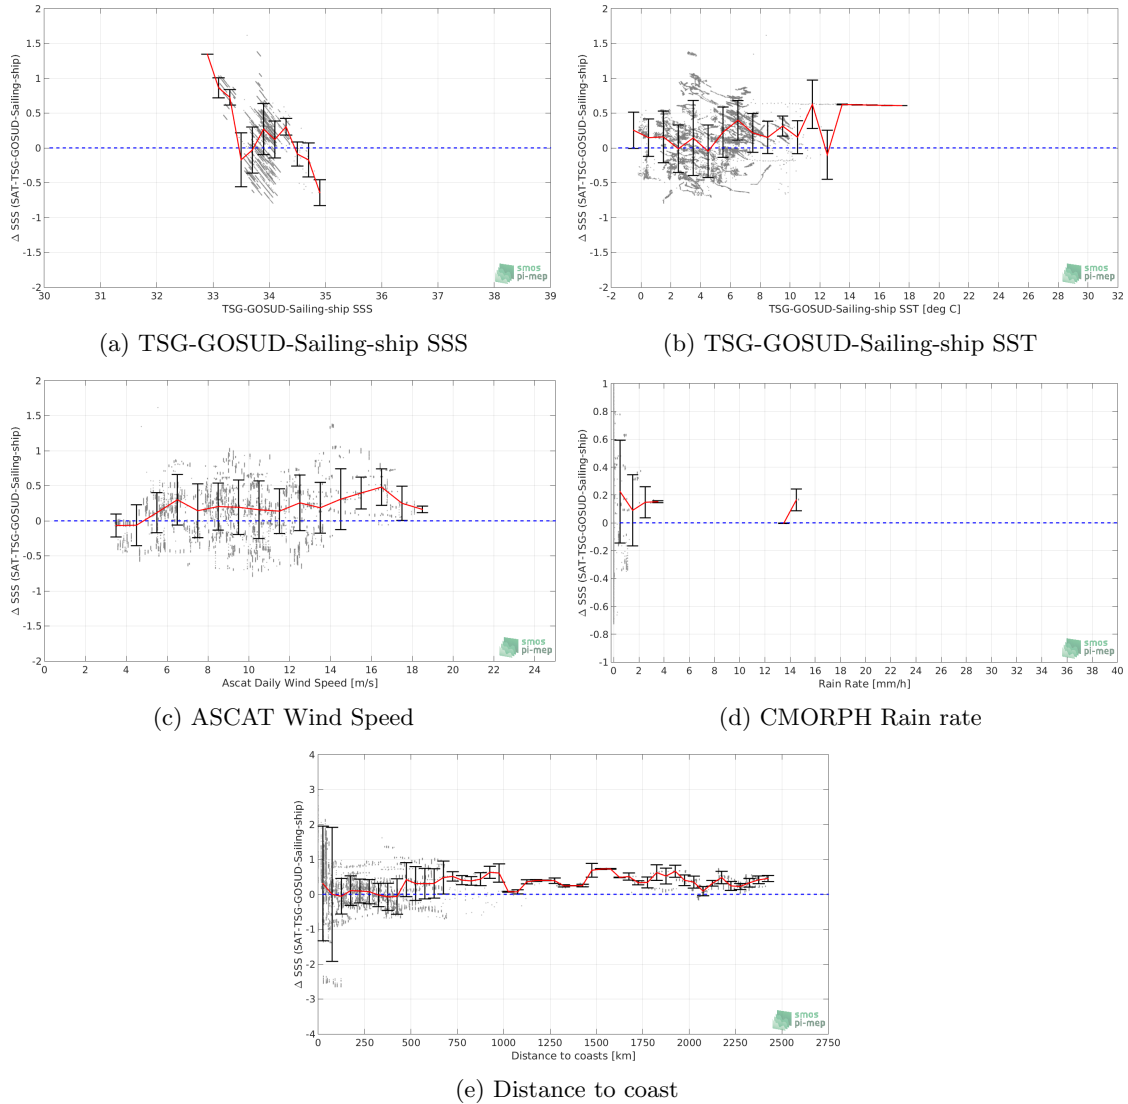 2
1.5
1
0.5
0
-0.5
-1
-1.5
-2
Δ SSS (SAT-TSG-GOSUD-Sailing-ship)
30 31 32 33 34 35 36 37 38 39
TSG-GOSUD-Sailing-ship SSS
smos
pi-mep
(a) TSG-GOSUD-Sailing-ship SSS
2
1.5
1
0.5
0
-0.5
-1
-1.5
-2
Δ SSS (SAT-TSG-GOSUD-Sailing-ship)
-2 0 2 4 6 8 10 12 14 16 18 20 22 24 26 28 30 32
TSG-GOSUD-Sailing-ship SST [deg C]
smos
pi-mep
(b) TSG-GOSUD-Sailing-ship SST
2
1.5
1
0.5
0
-0.5
-1
-1.5
-2
Δ SSS (SAT-TSG-GOSUD-Sailing-ship)
0 2 4 6 8 10 12 14 16 18 20 22 24
Ascat Daily Wind Speed [m/s]
smos
pi-mep
(c) ASCAT Wind Speed
1
0.8
0.6
0.4
0.2
0
-0.2
-0.4
-0.6
-0.8
-1
Δ SSS (SAT-TSG-GOSUD-Sailing-ship)
0 2 4 6 8 10 12 14 16 18 20 22 24 26 28 30 32 34 36 38 40
Rain Rate [mm/h]
smos
pi-mep
(d) CMORPH Rain rate
4
3
2
1
0
-1
-2
-3
-4
Δ SSS (SAT-TSG-GOSUD-Sailing-ship)
0 250 500 750 1000 1250 1500 1750 2000 2250 2500 2750
Distance to coasts [km]
smos
pi-mep
(e) Distance to coast